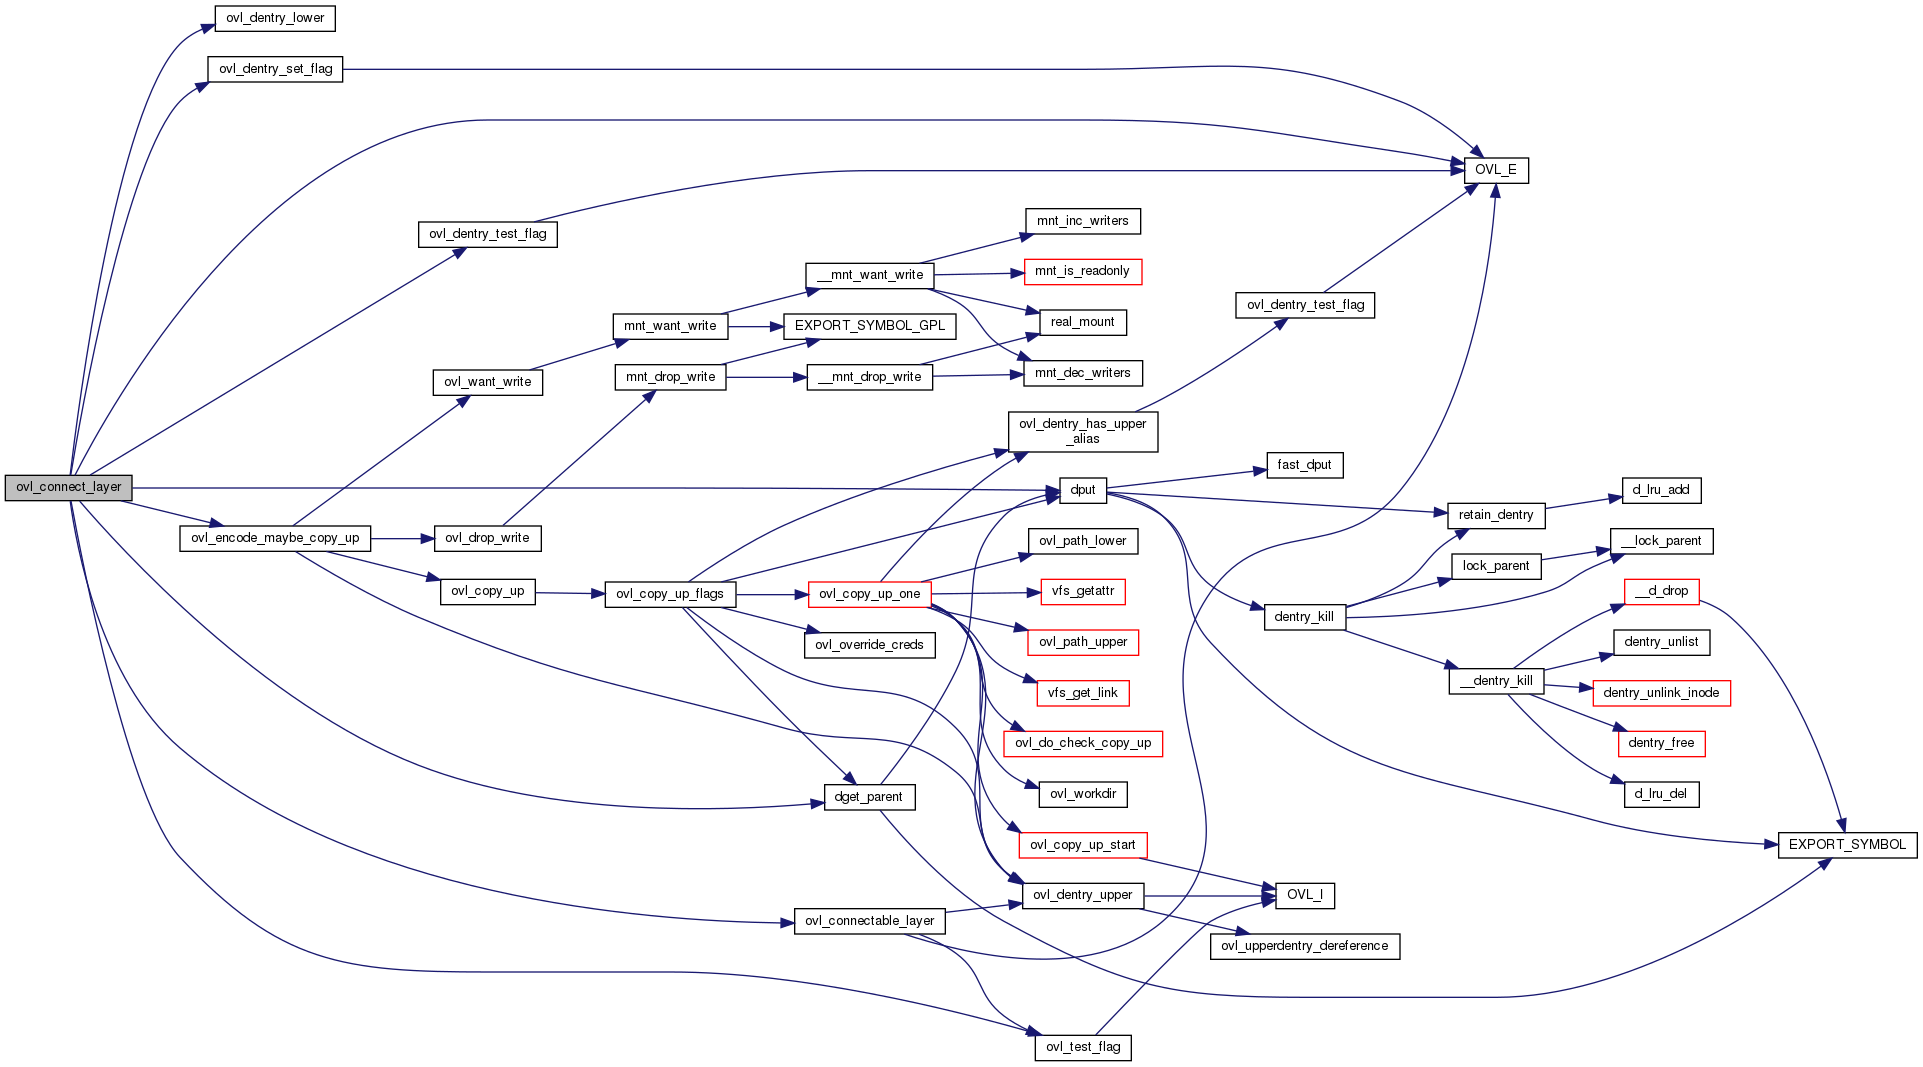 ovl_dentry_lower
ovl_dentry_set_flag
OVL_E
mnt_inc_writers
ovl_dentry_test_flag
__mnt_want_write
mnt_is_readonly
ovl_dentry_test_flag
mnt_want_write
EXPORT_SYMBOL_GPL
real_mount
ovl_want_write
mnt_drop_write
__mnt_drop_write
mnt_dec_writers
ovl_dentry_has_upper
_alias
fast_dput
ovl_connect_layer
dput
d_lru_add
retain_dentry
ovl_encode_maybe_copy_up
ovl_drop_write
ovl_path_lower
__lock_parent
lock_parent
ovl_copy_up
ovl_copy_up_flags
ovl_copy_up_one
vfs_getattr
__d_drop
dentry_kill
ovl_override_creds
ovl_path_upper
dentry_unlist
__dentry_kill
vfs_get_link
dentry_unlink_inode
ovl_do_check_copy_up
dentry_free
dget_parent
ovl_workdir
d_lru_del
ovl_copy_up_start
EXPORT_SYMBOL
ovl_dentry_upper
OVL_I
ovl_connectable_layer
ovl_upperdentry_dereference
ovl_test_flag